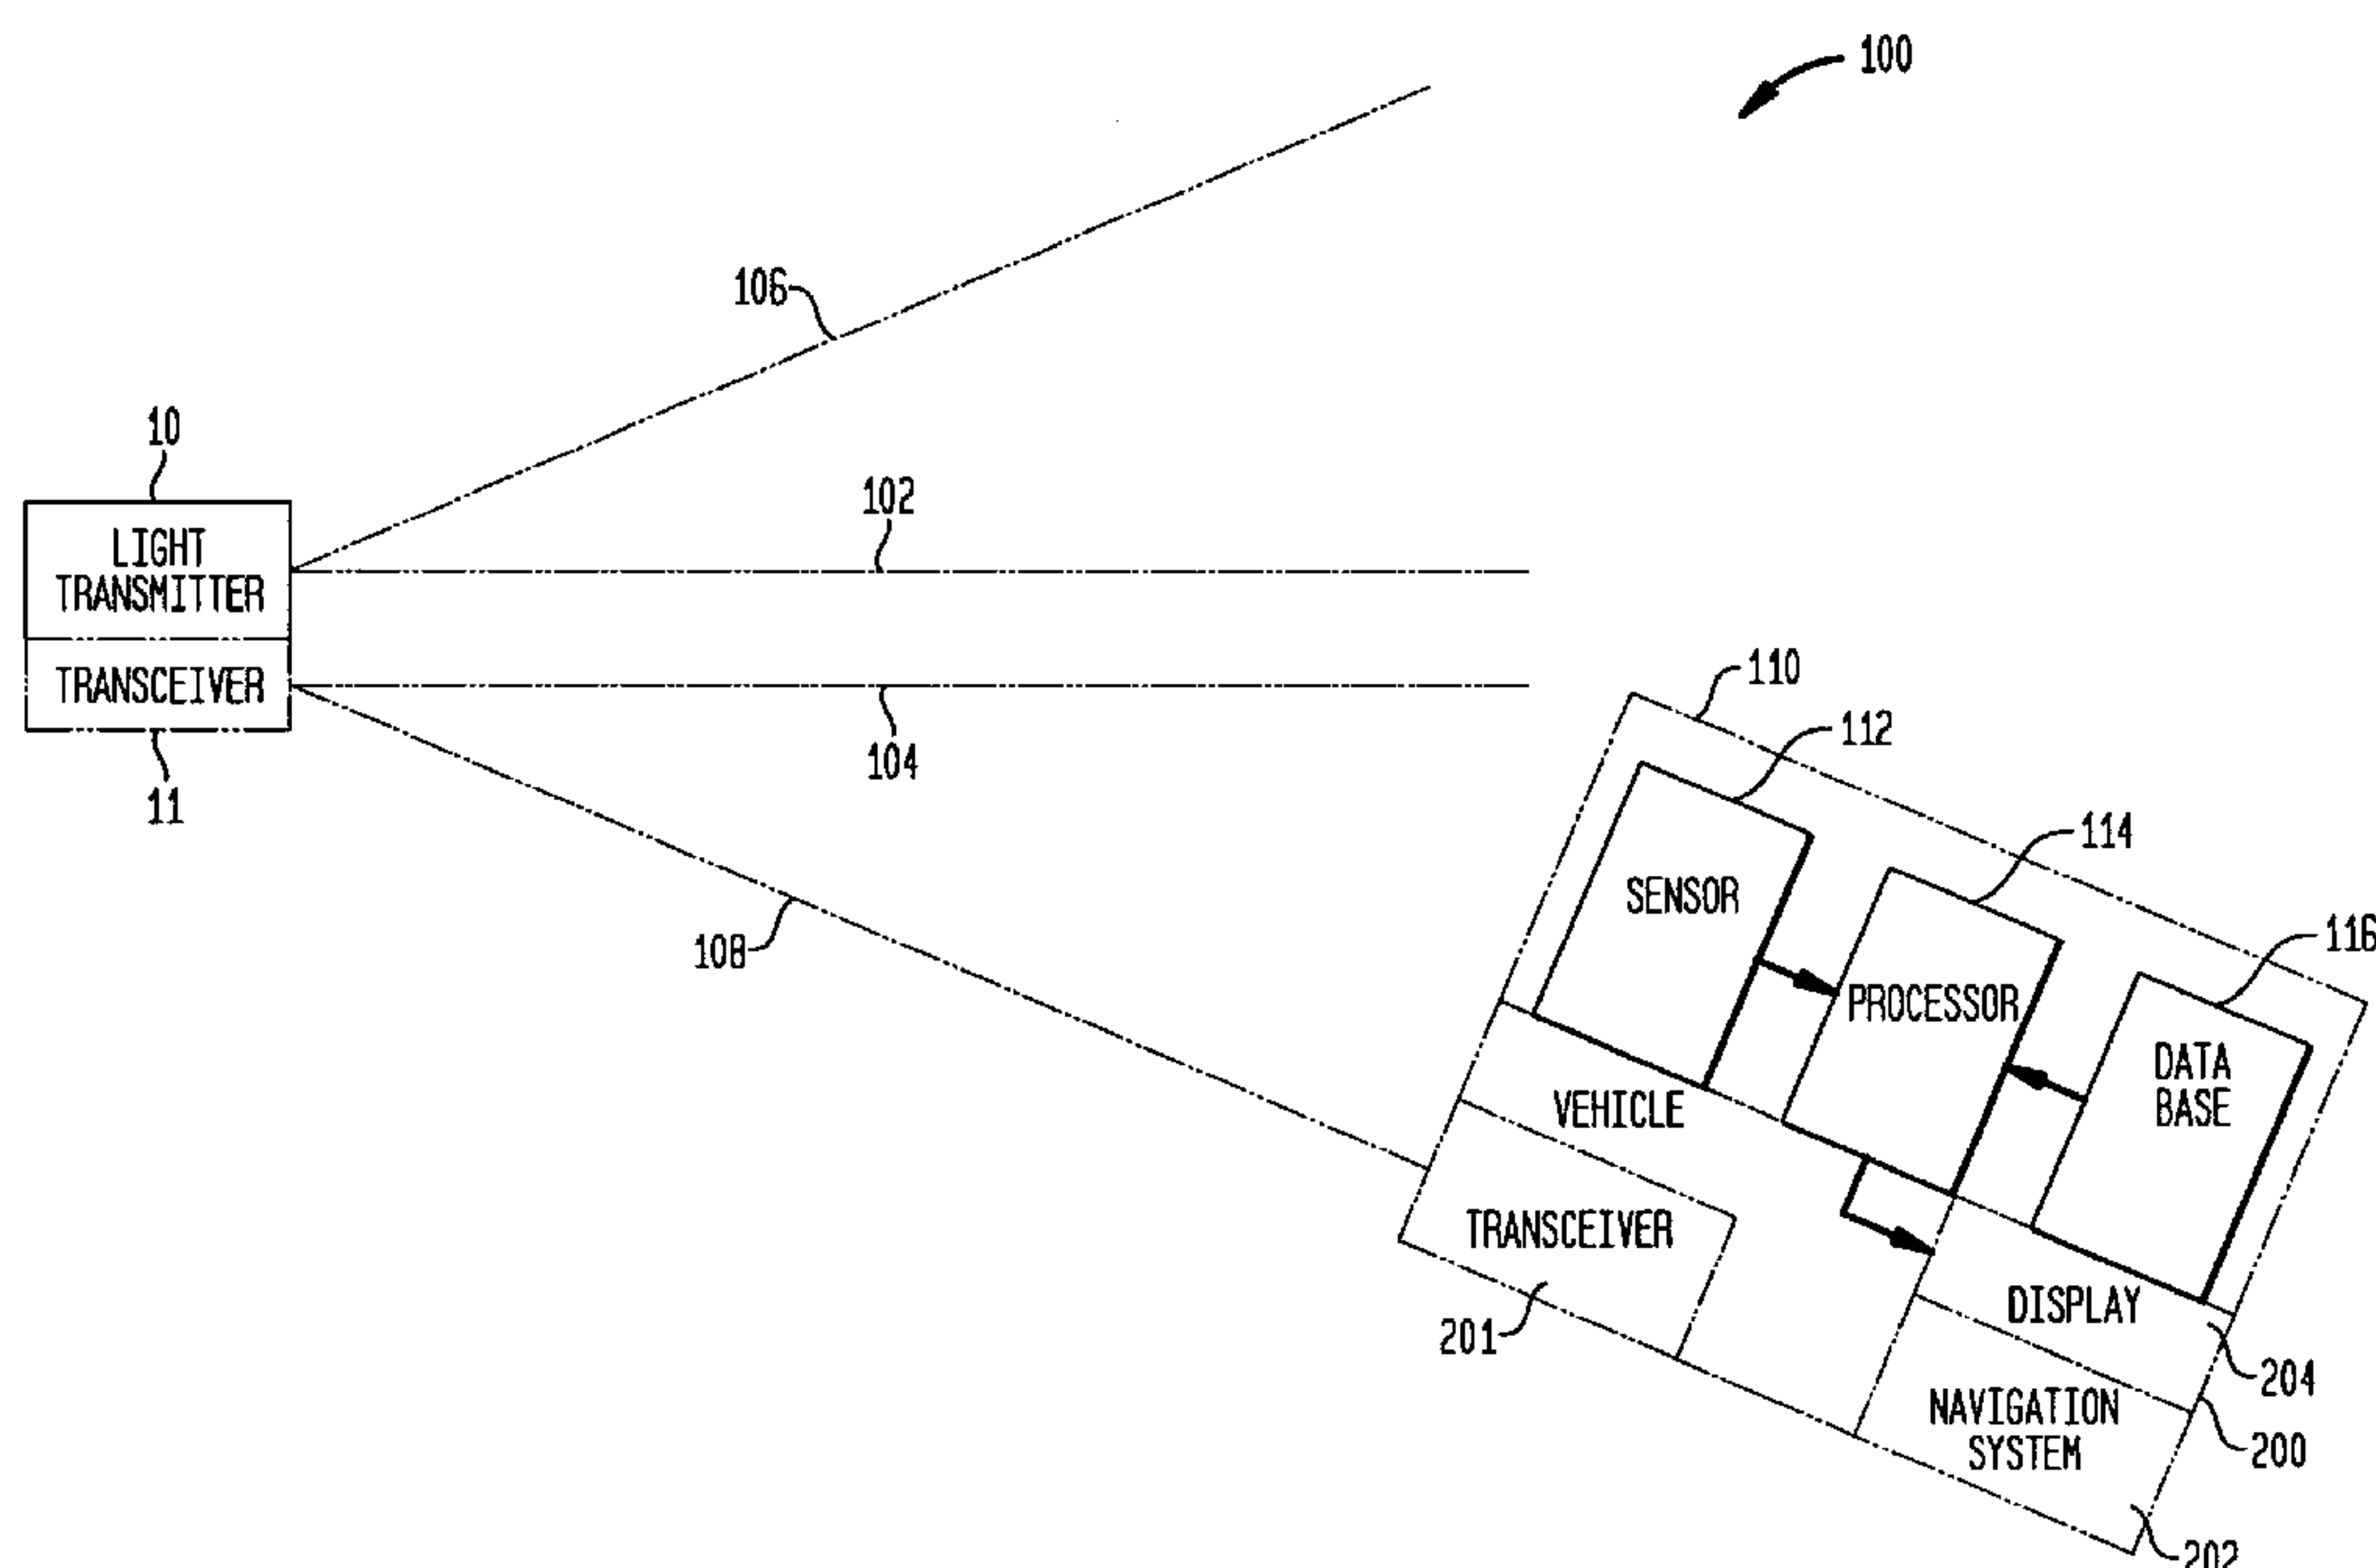 100
106
10
102
LIGHT
TRANSMITTER
TRANSCEIVER
104
11
110
112
114
116
108
SENSOR
PROCESSOR
DATA
BASE
VEHICLE
TRANSCEIVER
201
DISPLAY
204
NAVIGATION
SYSTEM
200
202